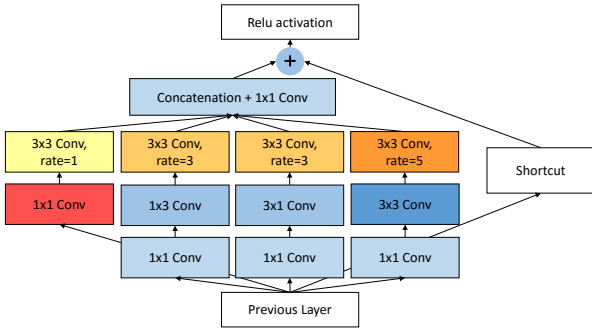 Relu activation
+
Concatenation + 1x1 Conv
3x3 Conv,
rate=1
3x3 Conv,
rate=3
3x3 Conv,
rate=3
3x3 Conv,
rate=5
Shortcut
1x1 Conv
1x3 Conv
3x1 Conv
3x3 Conv
1x1 Conv
1x1 Conv
1x1 Conv
Previous Layer